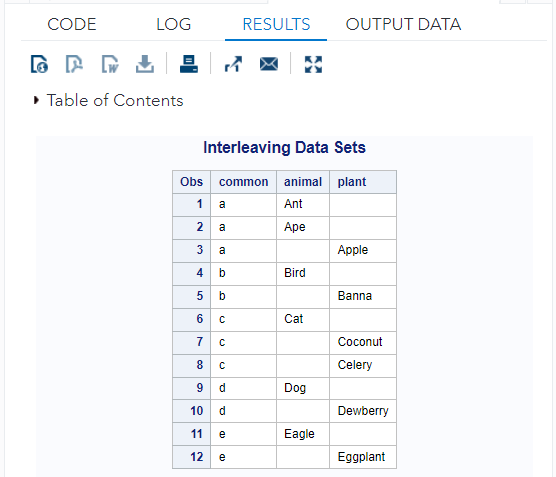 CODE LOG RESULTS OUTPUT DATA
Table of Contents
Interleaving Data Sets
Obs common animal plant
1 a Ant
2 a Ape
3 a Apple
4 b Bird
5 b Banna
6 c Cat
7 c Coconut
8 c Celery
9 d Dog
10 d Dewberry
11 e Eagle
12 e Eggplant